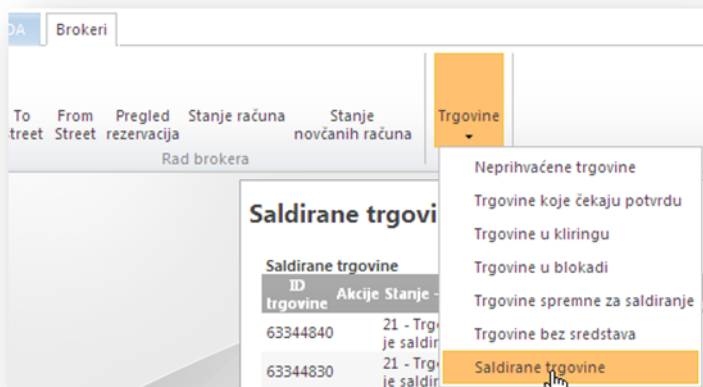 DA Brokeri
To From Pregled Stanje računa Stanje Trgovine
Street rezervacija novčanih računa
Rad brokera
Neprihvaćene trgovine
Trgovine koje čekaju potvrdu
Trgovine u kliringu
Trgovine u blokadi
Trgovine spremne za saldiranje
Trgovine bez sredstava
Saldirane trgovine
Saldirane trgovi
Saldirane trgovine
ID
trgovine Akcije Stanje -
63344840 21 - Trg
je saldir
63344830 21 - Trg
je saldir